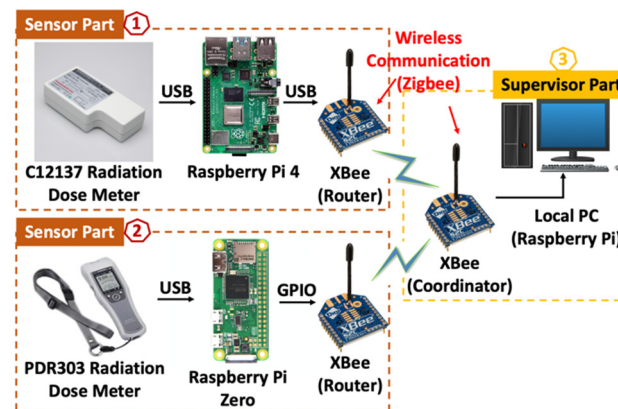 Sensor Part 1
USB
USB
C12137 Radiation
Dose Meter
Raspberry Pi 4
XBee
(Router)
Wireless
Communication
(Zigbee)
3
Supervisor Part
XBee
(Coordinator)
Local PC
(Raspberry Pi)
Sensor Part 2
USB
GPIO
PDR303 Radiation
Dose Meter
Raspberry Pi
Zero
XBee
(Router)